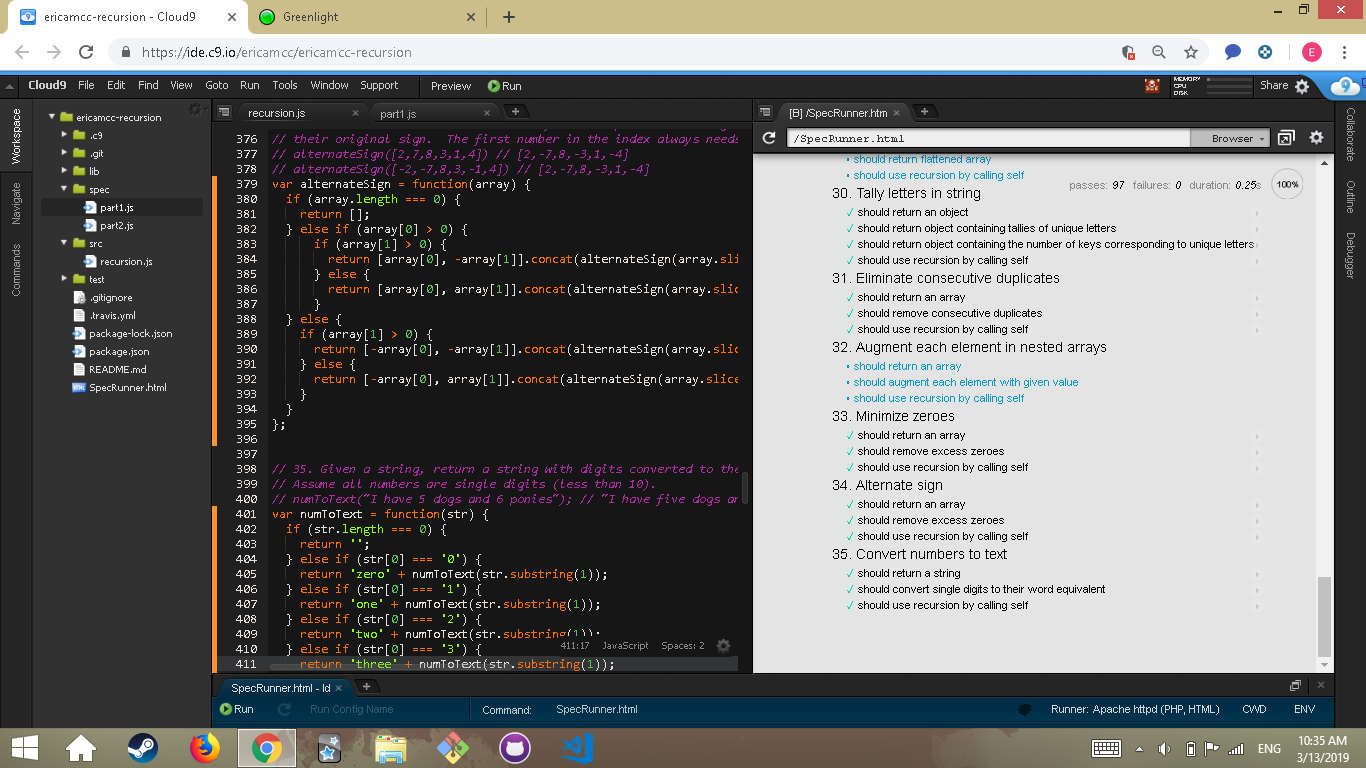 ericamcc-recursion - Cloud9
Greenlight
https://ide.c9.io/ericamcc/ericamcc-recursion
E
Cloud9 File Edit Find View Goto Run Tools Window Support Preview Run MEMORY CPU DISK Share
Workspace
Navigate
Commands
ericamcc-recursion
.c9
.git
lib
spec
part1.js
part2.js
src
recursion.js
test
.gitignore
.travis.yml
package-lock.json
package.json
README.md
SpecRunner.html
recursion.js part1.js
376 // their original sign.  The first number in the index always needs
377 // alternateSign([2,7,8,3,1,4]) // [2,-7,8,-3,1,-4]
378 // alternateSign([-2,-7,8,3,-1,4]) // [2,-7,8,-3,1,-4]
379 var alternateSign = function(array) {
380 if (array.length === 0) {
381 return [];
382 } else if (array[0] > 0) {
383 if (array[1] > 0) {
384 return [array[0], -array[1]].concat(alternateSign(array.slic
385 } else {
386 return [array[0], array[1]].concat(alternateSign(array.slice
387 }
388 } else {
389 if (array[1] > 0) {
390 return [-array[0], -array[1]].concat(alternateSign(array.slic
391 } else {
392 return [-array[0], array[1]].concat(alternateSign(array.slice
393 }
394 }
395 };
396
397
398 // 35. Given a string, return a string with digits converted to the
399 // Assume all numbers are single digits (less than 10).
400 // numToText("I have 5 dogs and 6 ponies"); // "I have five dogs an
401 var numToText = function(str) {
402 if (str.length === 0) {
403 return '';
404 } else if (str[0] === '0') {
405 return 'zero' + numToText(str.substring(1));
406 } else if (str[0] === '1') {
407 return 'one' + numToText(str.substring(1));
408 } else if (str[0] === '2') {
409 return 'two' + numToText(str.substring(1));
410 } else if (str[0] === '3') {
411 return 'three' + numToText(str.substring(1));
411:17 JavaScript Spaces: 2
[B] /SpecRunner.htm
/SpecRunner.html Browser
should return flattened array
should use recursion by calling self
passes: 97 failures: 0 duration: 0.25s 100%
30. Tally letters in string
✓ should return an object
✓ should return object containing tallies of unique letters
✓ should return object containing the number of keys corresponding to unique letters
✓ should use recursion by calling self
31. Eliminate consecutive duplicates
✓ should return an array
✓ should remove consecutive duplicates
✓ should use recursion by calling self
32. Augment each element in nested arrays
• should return an array
• should augment each element with given value
• should use recursion by calling self
33. Minimize zeroes
✓ should return an array
✓ should remove excess zeroes
✓ should use recursion by calling self
34. Alternate sign
✓ should return an array
✓ should remove excess zeroes
✓ should use recursion by calling self
35. Convert numbers to text
✓ should return a string
✓ should convert single digits to their word equivalent
✓ should use recursion by calling self
Collaborate
Outline
Debugger
SpecRunner.html - Id
Run Run Config Name Command: SpecRunner.html Runner: Apache httpd (PHP, HTML) CWD ENV
ENG
10:35 AM
3/13/2019